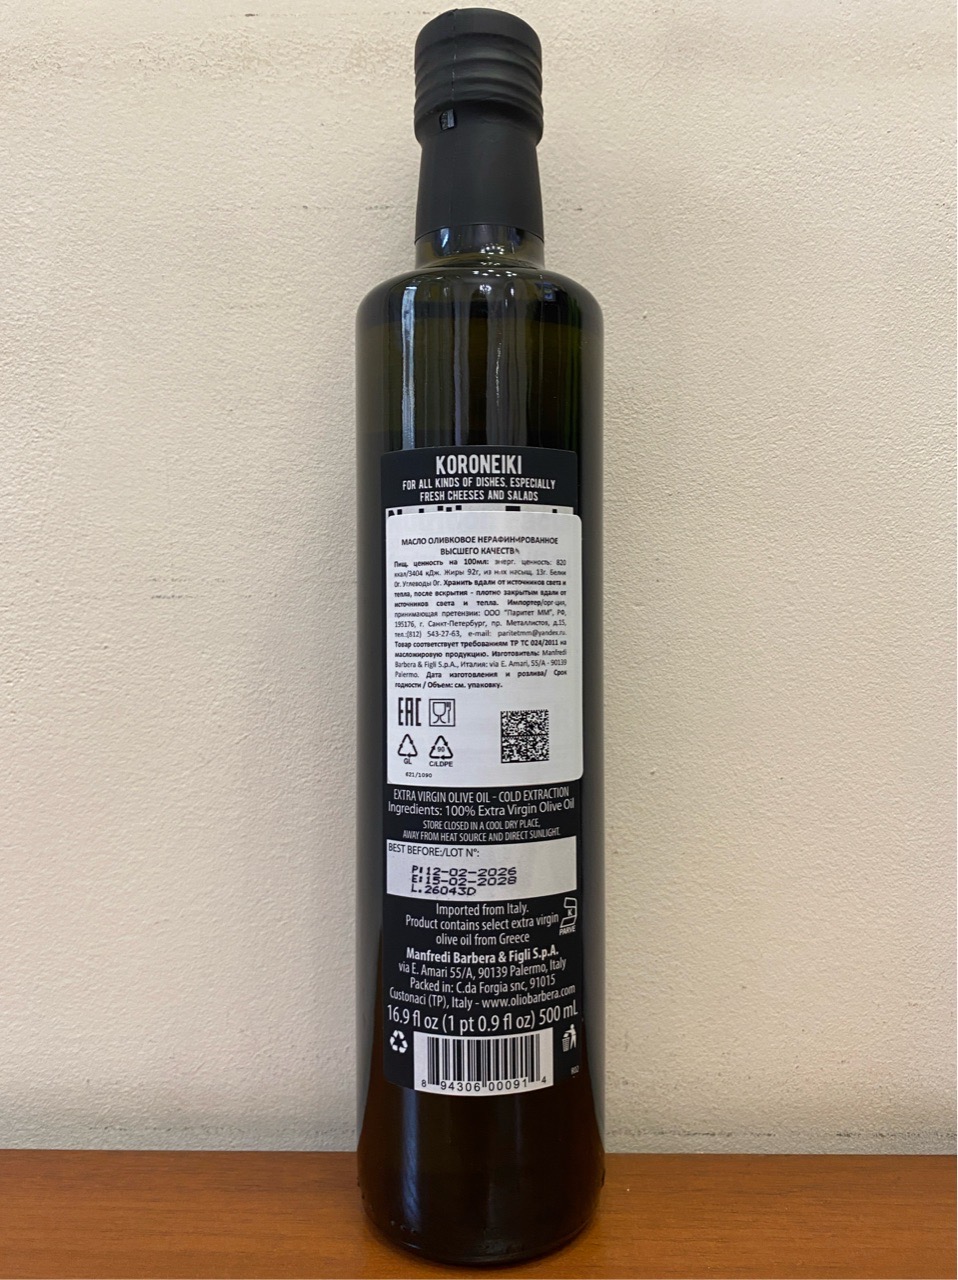 KORONEIKI
FOR ALL KINDS OF DISHES, ESPECIALLY
FRESH CHEESES AND SALADS
МАСЛО ОЛИВКОВОЕ НЕРАФИНИРОВАННОЕ
ВЫСШЕГО КАЧЕСТВА
Пищ. ценность на 100мл: энерг. ценность: 820
ккал/3404 кДж. Жиры 92г, из них насыщ. 13г. Белки
0г. Углеводы 0г. Хранить вдали от источников света и
тепла, после вскрытия - плотно закрытым вдали от
источников света и тепла. Импортер/орг-ция,
принимающая претензии: ООО "Паритет ММ", РФ,
195176, г. Санкт-Петербург, пр. Металлистов, д.15,
тел.:(812) 543-27-63, e-mail: paritetmm@yandex.ru.
Товар соответствует требованиям ТР ТС 024/2011 на
масложировую продукцию. Изготовитель: Manfredi
Barbera & Figli S.p.A., Италия: via E. Amari, 55/A - 90139
Palermo. Дата изготовления и розлива/ Срок
годности / Объем: см. упаковку.
EAC
GL
90
C/LDPE
621/1090
EXTRA VIRGIN OLIVE OIL - COLD EXTRACTION
Ingredients: 100% Extra Virgin Olive Oil
STORE CLOSED IN A COOL DRY PLACE,
AWAY FROM HEAT SOURCE AND DIRECT SUNLIGHT.
BEST BEFORE:/LOT N°:
P:12-02-2026
E:15-02-2028
L.26043D
Imported from Italy.
Product contains select extra virgin
olive oil from Greece
K
PARVE
Manfredi Barbera & Figli S.p.A.
via E. Amari 55/A, 90139 Palermo, Italy
Packed in: C.da Forgia snc, 91015
Custonaci (TP), Italy - www.oliobarbera.com
16.9 fl oz (1 pt 0.9 fl oz) 500 mL
8 94306 00091 4